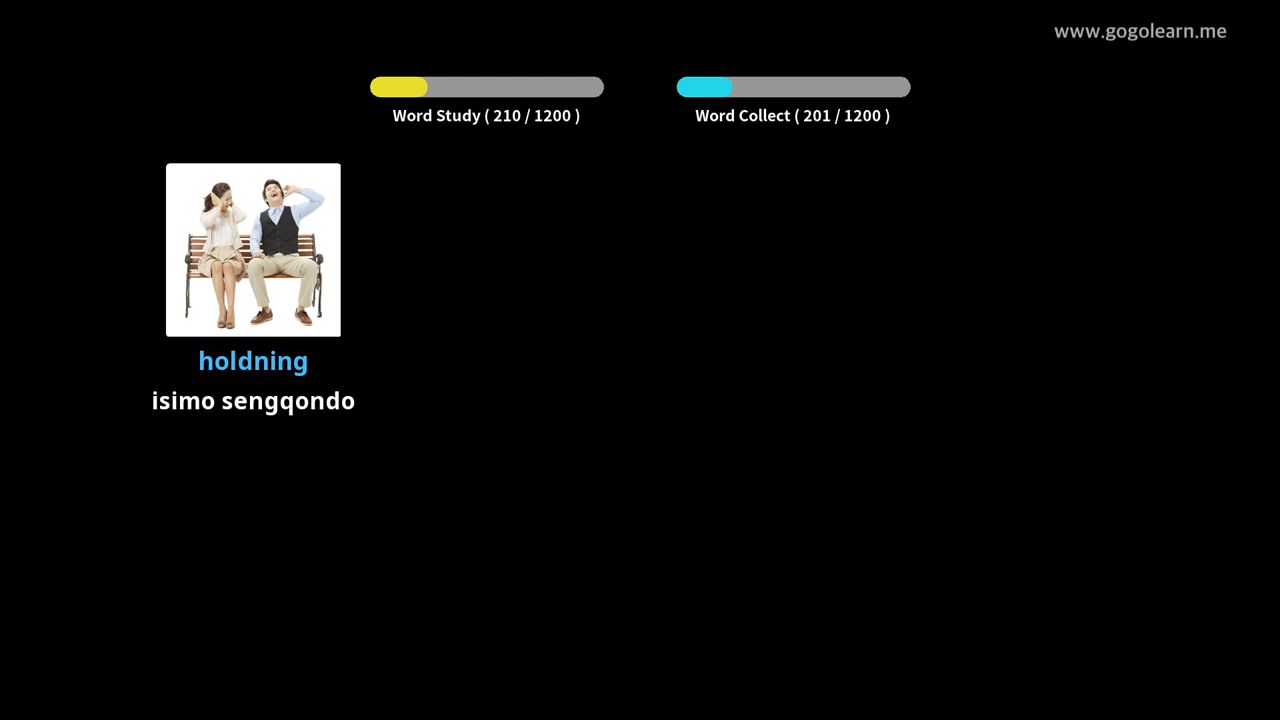 www.gogolearn.me
Word Study ( 210 / 1200 )
Word Collect ( 201 / 1200 )
holdning
isimo sengqondo